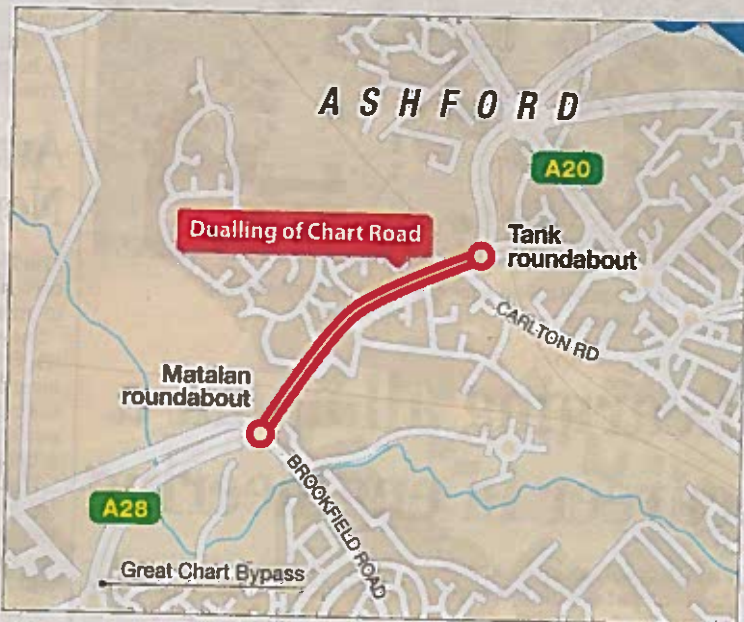 ASHFORD
A20
Dualling of Chart Road
Tank
roundabout
CARLTON RD
Matalan
roundabout
BROOKFIELD ROAD
A28
Great Chart Bypass